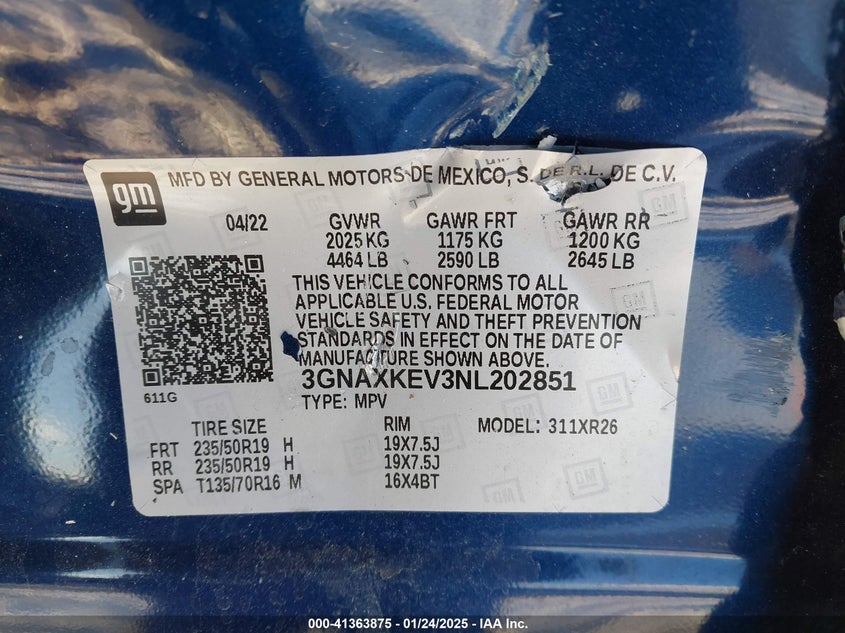 gm
MFD BY GENERAL MOTORS DE MEXICO, S. DE R.L. DE C.V.
04/22 GVWR GAWR FRT GAWR RR
2025 KG 1175 KG 1200 KG
4464 LB 2590 LB 2645 LB
THIS VEHICLE CONFORMS TO ALL
APPLICABLE U.S. FEDERAL MOTOR
VEHICLE SAFETY AND THEFT PREVENTION
STANDARDS IN EFFECT ON THE DATE OF
MANUFACTURE SHOWN ABOVE.
3GNAXKEV3NL202851
611G
TYPE: MPV
TIRE SIZE RIM MODEL: 311XR26
FRT 235/50R19 H 19X7.5J
RR 235/50R19 H 19X7.5J
SPA T135/70R16 M 16X4BT
000-41363875 - 01/24/2025 - IAA Inc.